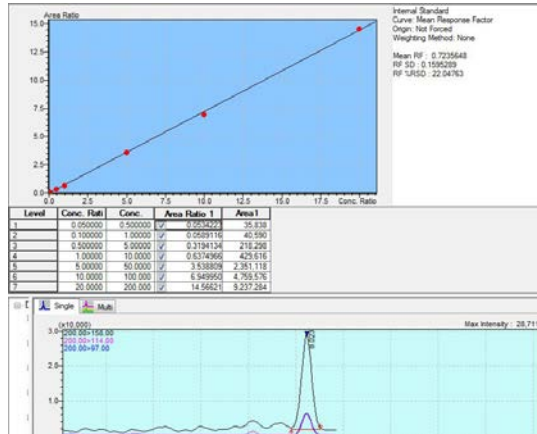 Area Ratio
15.0
12.5
10.0
7.5
5.0
2.5
0.0
0.0 2.5 5.0 7.5 10.0 12.5 15.0 17.5 Conc. Ratio
Internal Standard
Curve: Mean Response Factor
Origin: Not Forced
Weighting Method: None
Mean RF : 0.7235648
RF SD : 0.1595289
RF %RSD : 22.04763
Level Conc. Rati Conc. Area Ratio 1 Area1
1 0.050000 0.500000 0.0534223 35,838
2 0.100000 1.00000 0.0589116 40,590
3 0.500000 5.00000 0.3194134 218,298
4 1.00000 10.0000 0.6374966 429,616
5 5.00000 50.0000 3.538809 2,351,118
6 10.0000 100.000 6.949950 4,759,576
7 20.0000 200.000 14.56621 9,237,284
Single Multi
(x10,000) Max Intensity : 28,71
3.0
200.00>158.00
200.00>114.00
200.00>97.00
2.0
1.0